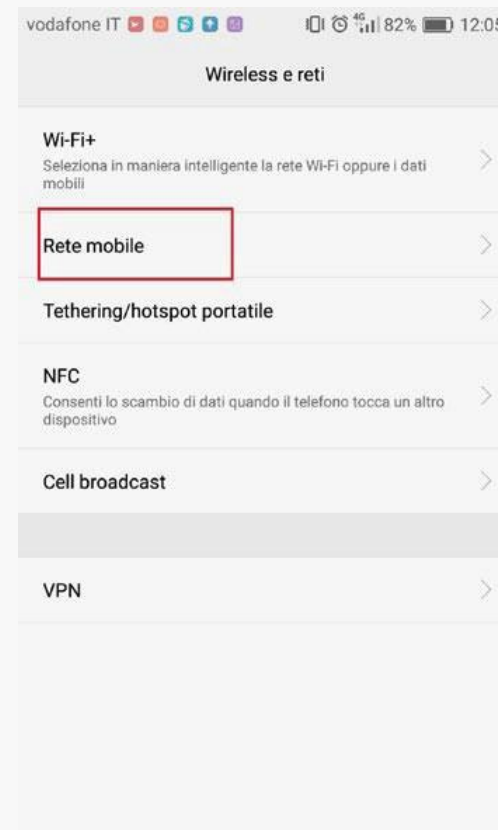 vodafone IT 4G 82% 12:05
Wireless e reti
Wi-Fi+
Seleziona in maniera intelligente la rete Wi-Fi oppure i dati
mobili
Rete mobile
Tethering/hotspot portatile
NFC
Consenti lo scambio di dati quando il telefono tocca un altro
dispositivo
Cell broadcast
VPN